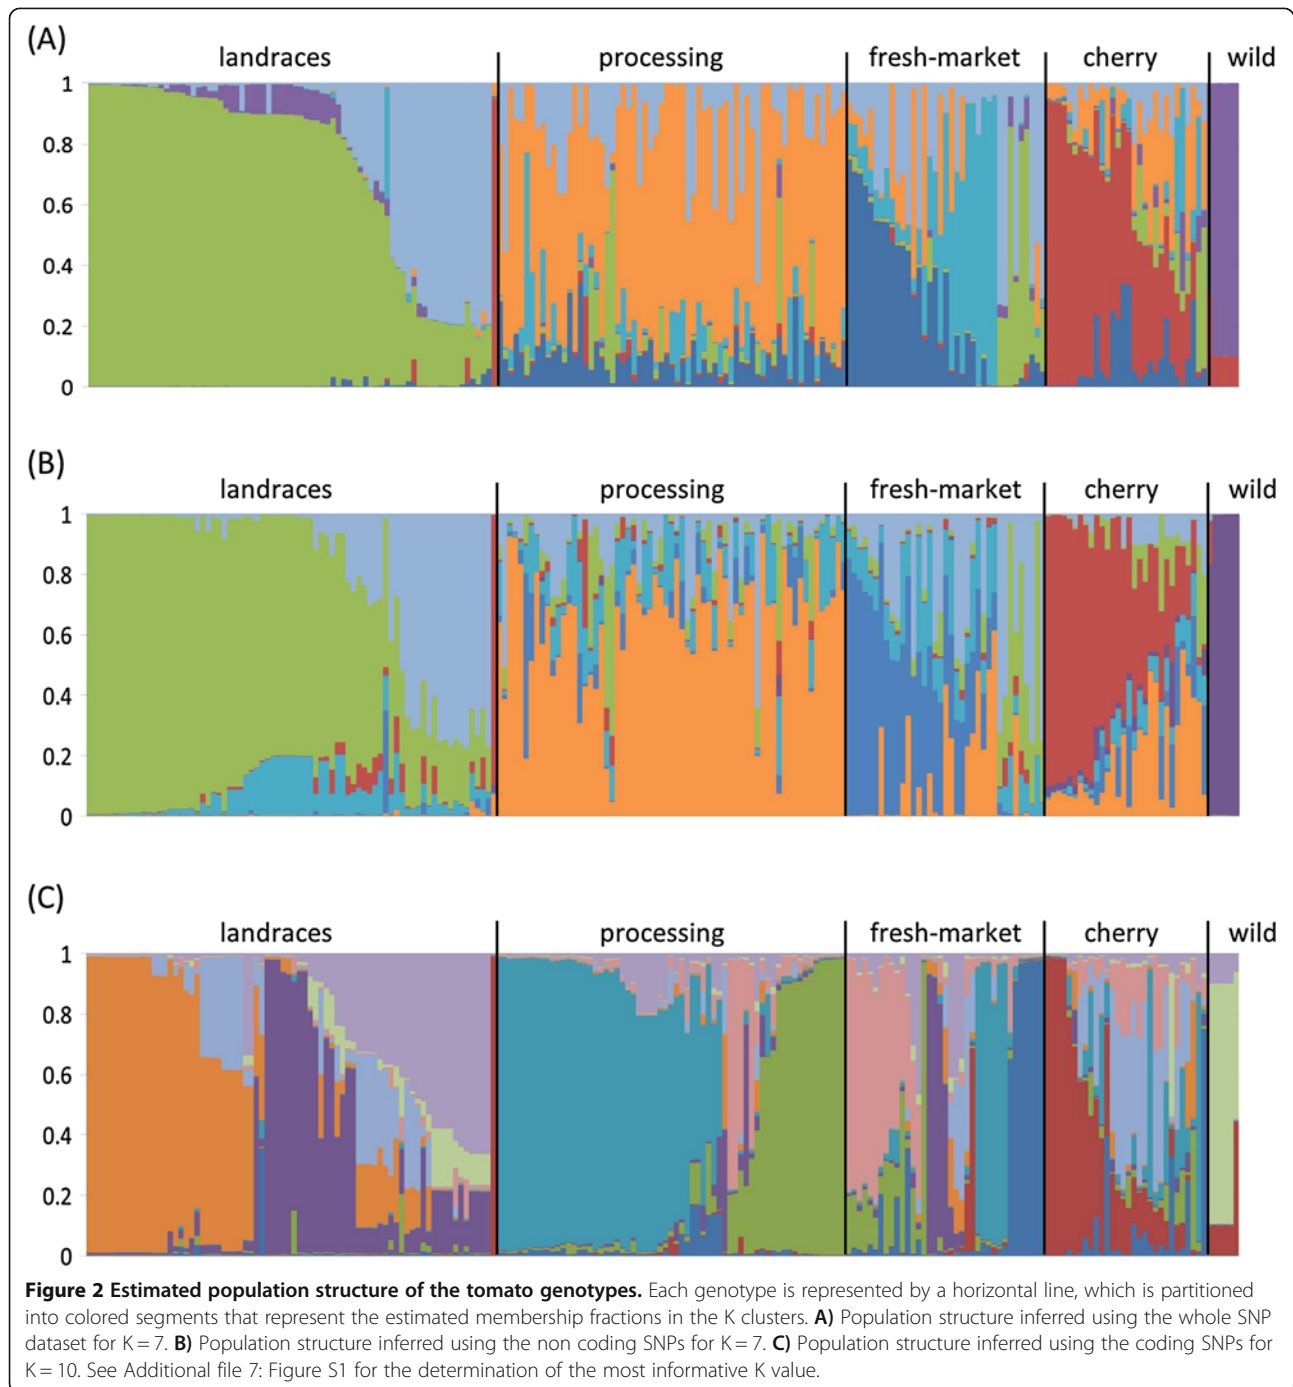 (A)
landraces processing fresh-market cherry wild
1
0.8
0.6
0.4
0.2
0
(B)
landraces processing fresh-market cherry wild
1
0.8
0.6
0.4
0.2
0
(C)
landraces processing fresh-market cherry wild
1
0.8
0.6
0.4
0.2
0
Figure 2 Estimated population structure of the tomato genotypes. Each genotype is represented by a horizontal line, which is partitioned
into colored segments that represent the estimated membership fractions in the K clusters. A) Population structure inferred using the whole SNP
dataset for K = 7. B) Population structure inferred using the non coding SNPs for K = 7. C) Population structure inferred using the coding SNPs for
K = 10. See Additional file 7: Figure S1 for the determination of the most informative K value.